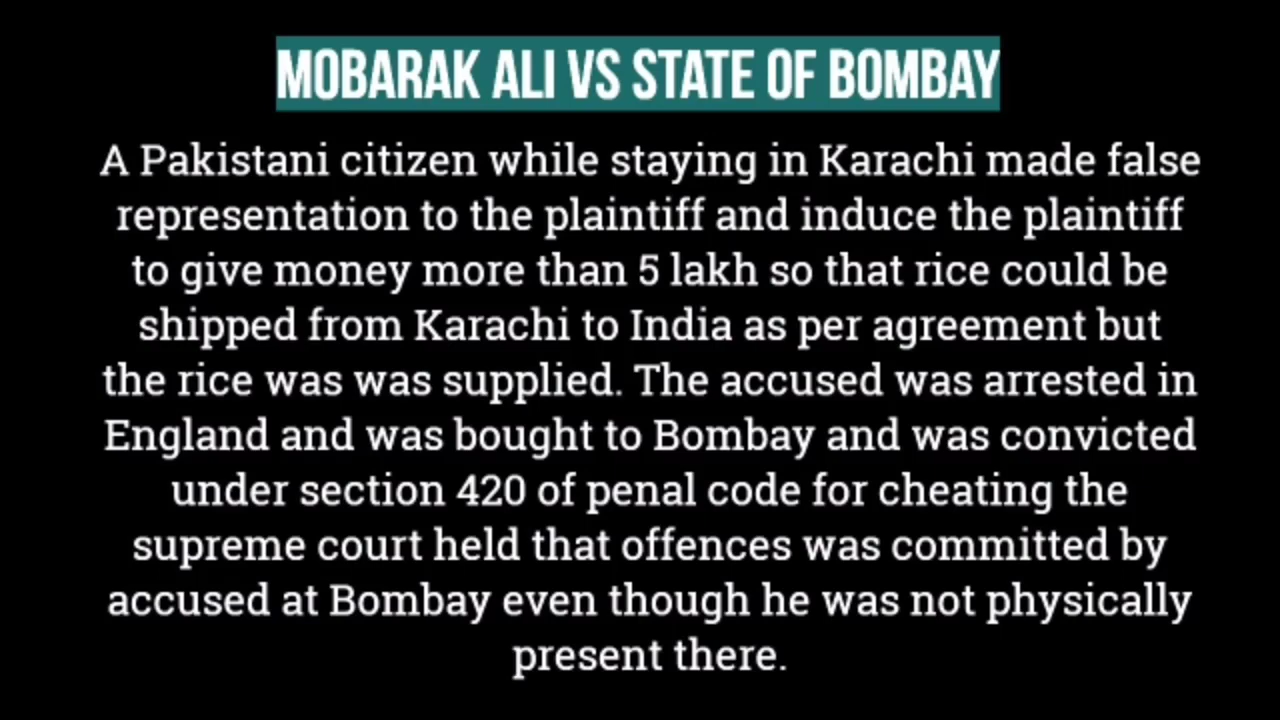 MOBARAK ALI VS STATE OF BOMBAY
A Pakistani citizen while staying in Karachi made false
representation to the plaintiff and induce the plaintiff
to give money more than 5 lakh so that rice could be
shipped from Karachi to India as per agreement but
the rice was was supplied. The accused was arrested in
England and was bought to Bombay and was convicted
under section 420 of penal code for cheating the
supreme court held that offences was committed by
accused at Bombay even though he was not physically
present there.